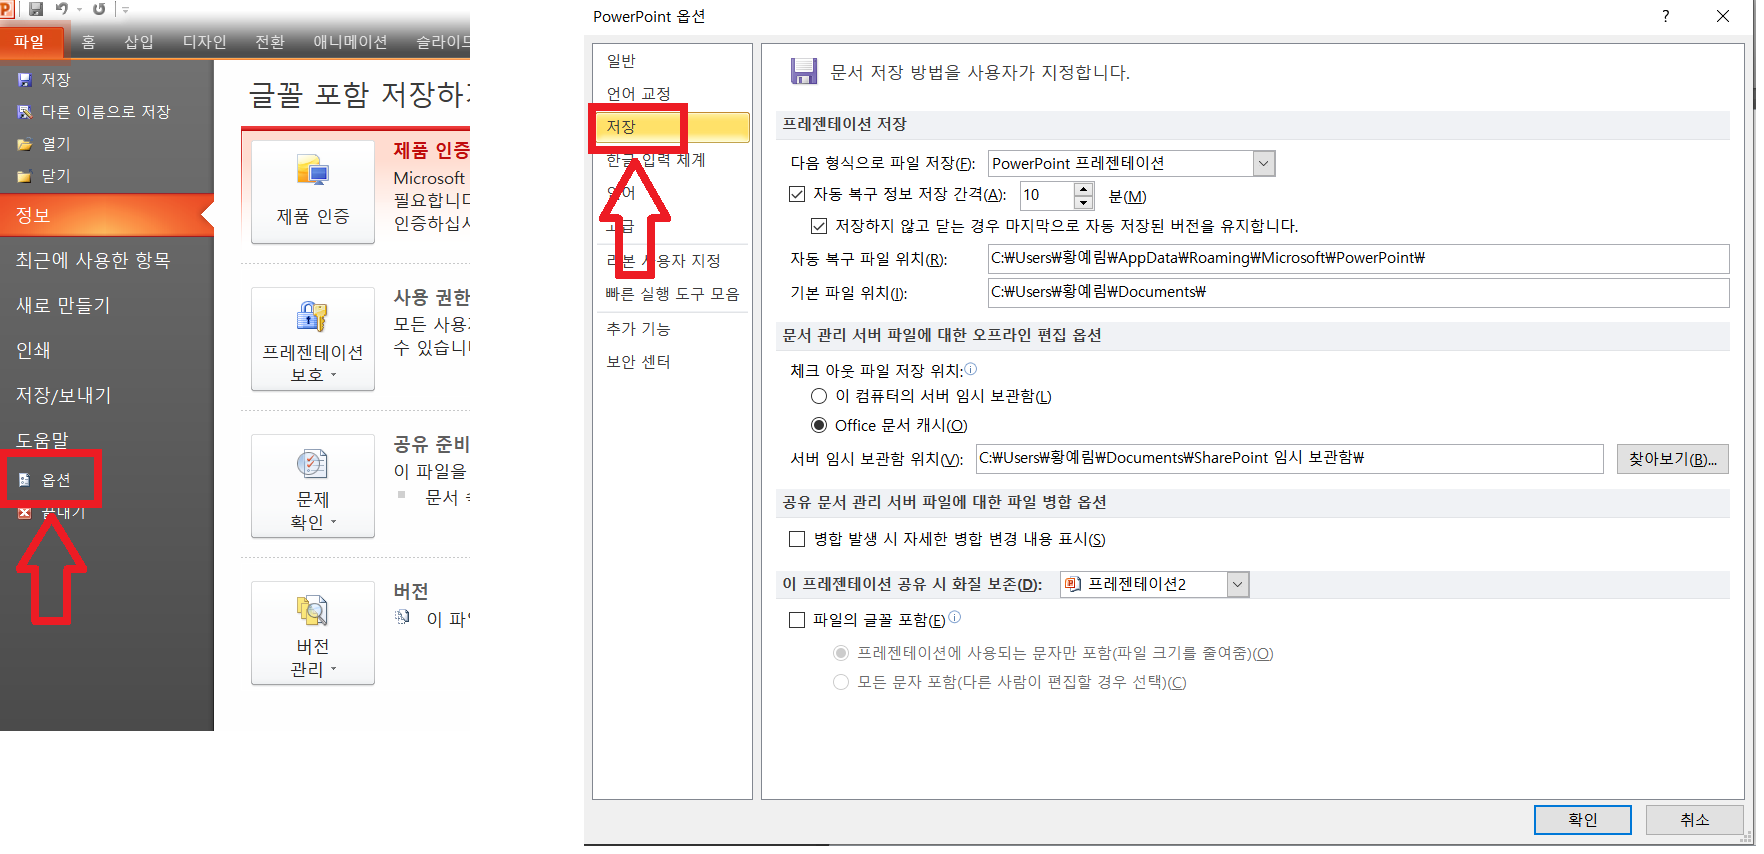 파일 홈 삽입 디자인 전환 애니메이션 슬라이드
저장
다른 이름으로 저장
열기
닫기
정보
최근에 사용한 항목
새로 만들기
인쇄
저장/보내기
도움말
옵션
끝내기
글꼴 포함 저장하기
제품 인증
제품 인증
Microsoft
필요합니다
인증하십시
프레젠테이션
보호
사용 권한
모든 사용
수 있습니
문제
확인
공유 준비
이 파일을
문서
버전
관리
버전
이 파
PowerPoint 옵션
일반
언어 교정
저장
한글 입력 체계
언어
고급
리본 사용자 지정
빠른 실행 도구 모음
추가 기능
보안 센터
문서 저장 방법을 사용자가 지정합니다.
프레젠테이션 저장
다음 형식으로 파일 저장(F): PowerPoint 프레젠테이션
자동 복구 정보 저장 간격(A): 10 분(M)
저장하지 않고 닫는 경우 마지막으로 자동 저장된 버전을 유지합니다.
자동 복구 파일 위치(R): C:₩Users₩황예림₩AppData₩Roaming₩Microsoft₩PowerPoint₩
기본 파일 위치(I): C:₩Users₩황예림₩Documents₩
문서 관리 서버 파일에 대한 오프라인 편집 옵션
체크 아웃 파일 저장 위치:
이 컴퓨터의 서버 임시 보관함(L)
Office 문서 캐시(O)
서버 임시 보관함 위치(V): C:₩Users₩황예림₩Documents₩SharePoint 임시 보관함₩ 찾아보기(B)...
공유 문서 관리 서버 파일에 대한 파일 병합 옵션
병합 발생 시 자세한 병합 변경 내용 표시(S)
이 프레젠테이션 공유 시 화질 보존(D): 프레젠테이션2
파일의 글꼴 포함(E)
프레젠테이션에 사용되는 문자만 포함(파일 크기를 줄여줌)(O)
모든 문자 포함(다른 사람이 편집할 경우 선택)(C)
확인 취소